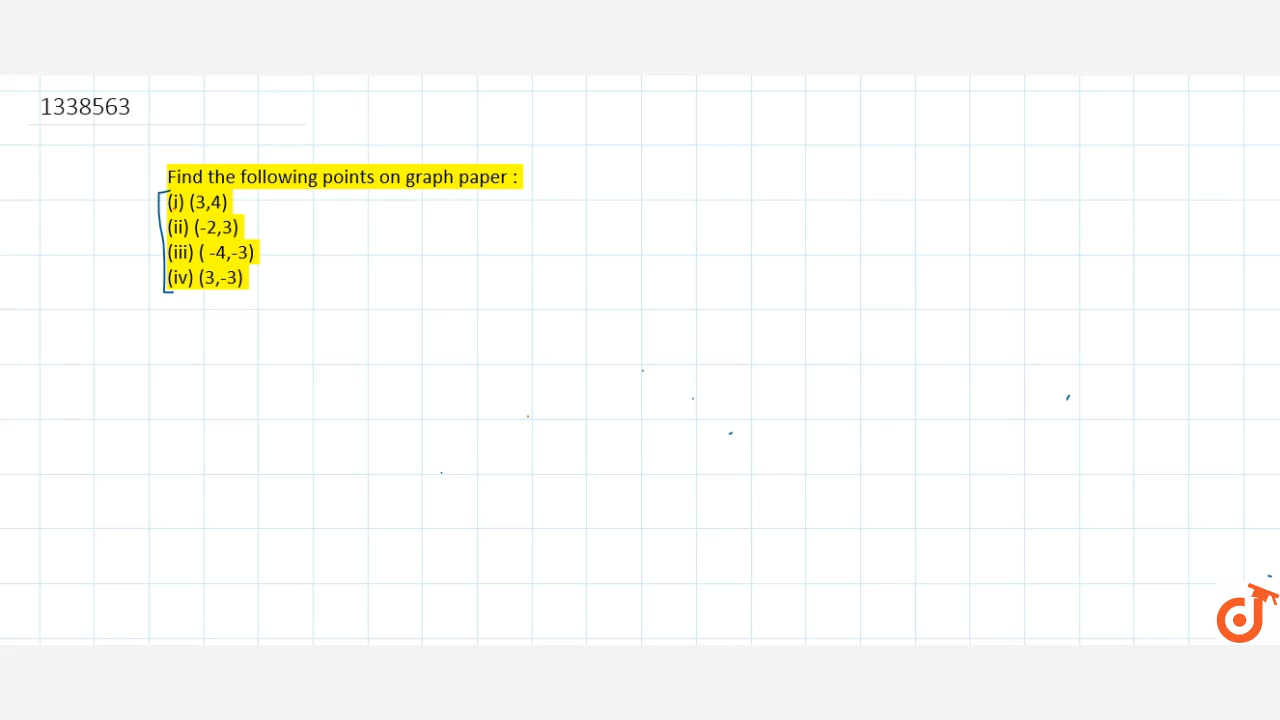 1338563
Find the following points on graph paper :
(i) (3,4)
(ii) (-2,3)
(iii) ( -4,-3)
(iv) (3,-3)